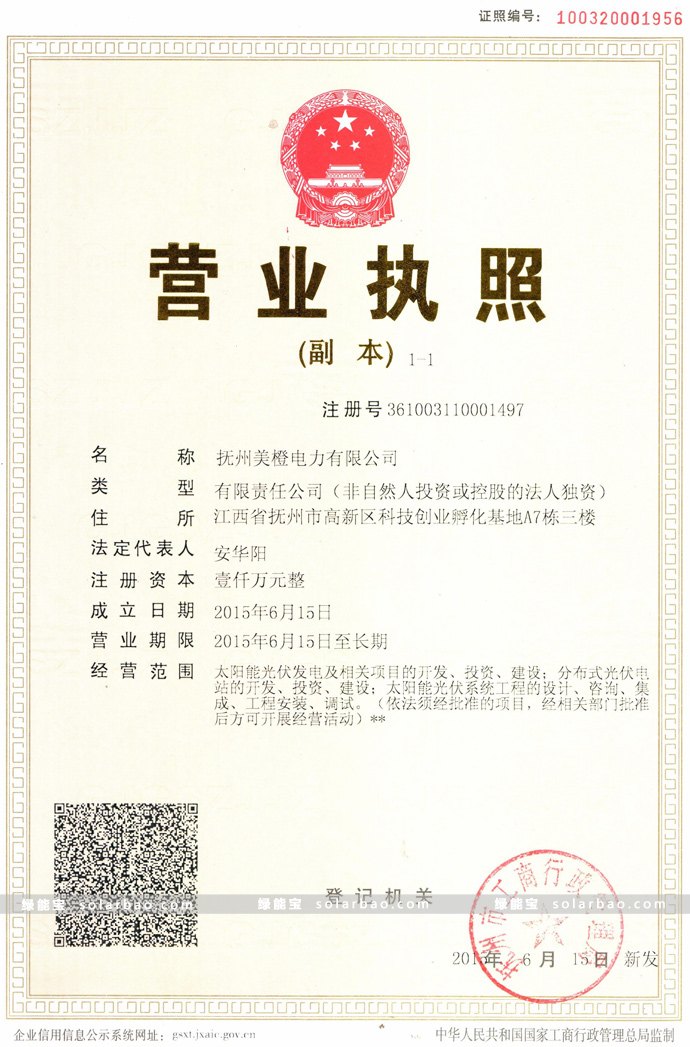 证照编号: 100320001956
营业执照
(副 本) 1-1
注册号 361003110001497
名 称 抚州美橙电力有限公司
类 型 有限责任公司（非自然人投资或控股的法人独资）
住 所 江西省抚州市高新区科技创业孵化基地A7栋三楼
法定代表人 安华阳
注册资本 壹仟万元整
成立日期 2015年6月15日
营业期限 2015年6月15日至长期
经营范围 太阳能光伏发电及相关项目的开发、投资、建设；分布式光伏电
站的开发、投资、建设；太阳能光伏系统工程的设计、咨询、集
成、工程安装、调试。（依法须经批准的项目，经相关部门批准
后方可开展经营活动）**
抚州市工商行政管理局
登记机关
绿能宝 solarbao.com 绿能宝 solarbao.com 绿能宝 solarbao.com
2015年 6月 15日 新发
企业信用信息公示系统网址: gsxt.jxaic.gov.cn
中华人民共和国国家工商行政管理总局监制